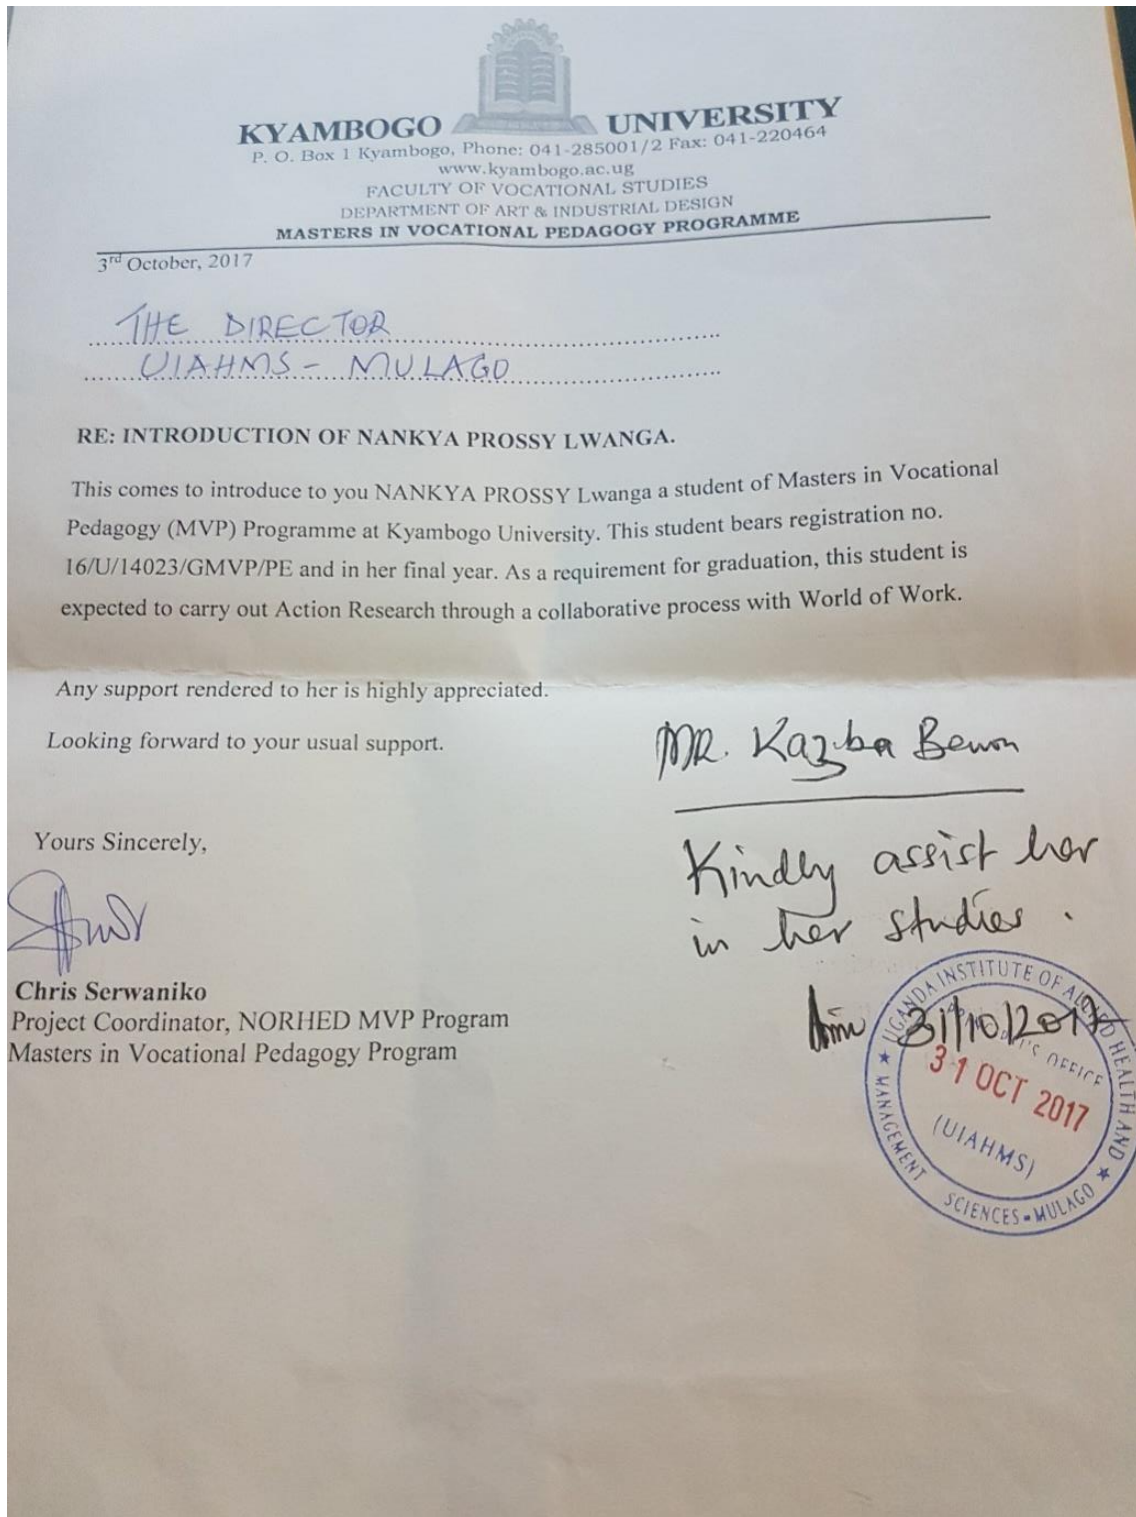 KYAMBOGO UNIVERSITY
P. O. Box 1 Kyambogo, Phone: 041-285001/2 Fax: 041-220464
www.kyambogo.ac.ug
FACULTY OF VOCATIONAL STUDIES
DEPARTMENT OF ART & INDUSTRIAL DESIGN
MASTERS IN VOCATIONAL PEDAGOGY PROGRAMME
3rd October, 2017
THE DIRECTOR
UIAHMS - MULAGO
RE: INTRODUCTION OF NANKYA PROSSY LWANGA.
This comes to introduce to you NANKYA PROSSY Lwanga a student of Masters in Vocational
Pedagogy (MVP) Programme at Kyambogo University. This student bears registration no.
16/U/14023/GMVP/PE and in her final year. As a requirement for graduation, this student is
expected to carry out Action Research through a collaborative process with World of Work.
Any support rendered to her is highly appreciated.
Looking forward to your usual support.
MR.
Kindly assist her
in her studies.
Yours Sincerely,
Chris Serwaniko
Project Coordinator, NORHED MVP Program
Masters in Vocational Pedagogy Program
31/10/2017
UGANDA INSTITUTE OF ALLIED HEALTH AND
MANAGEMENT SCIENCES - MULAGO
OFFICE
31 OCT 2017
(UIAHMS)